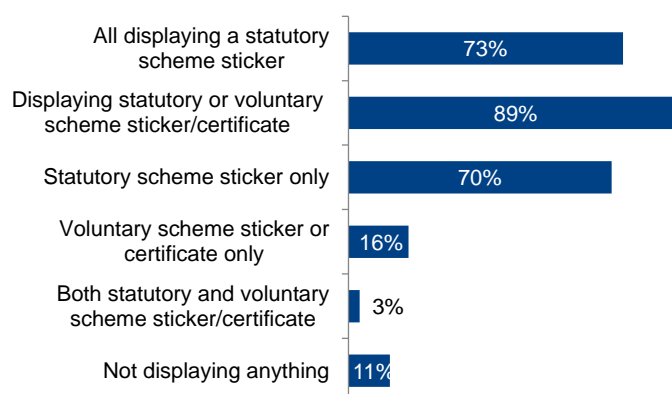 All displaying a statutory
scheme sticker
73%
Displaying statutory or voluntary
scheme sticker/certificate
89%
Statutory scheme sticker only
70%
Voluntary scheme sticker or
certificate only
16%
Both statutory and voluntary
scheme sticker/certificate
3%
Not displaying anything
11%